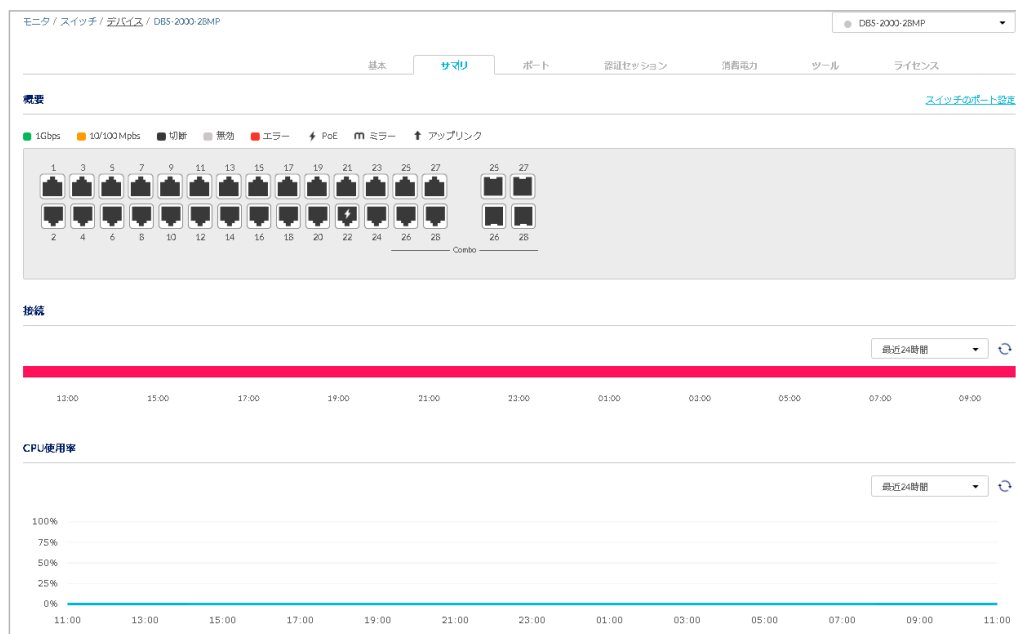 モニタ / スイッチ / デバイス / DBS-2000-28MP
DBS-2000-28MP
基本 サマリ ポート 認証セッション 消費電力 ツール ライセンス
概要
スイッチのポート設定
1Gbps 10/100 Mpbs 切断 無効 エラー PoE ミラー アップリンク
1 3 5 7 9 11 13 15 17 19 21 23 25 27 25 27
2 4 6 8 10 12 14 16 18 20 22 24 26 28 26 28
Combo
接続
最近24時間
13:00 15:00 17:00 19:00 21:00 23:00 01:00 03:00 05:00 07:00 09:00
CPU使用率
最近24時間
100%
75%
50%
25%
0%
11:00 13:00 15:00 17:00 19:00 21:00 23:00 01:00 03:00 05:00 07:00 09:00 11:00